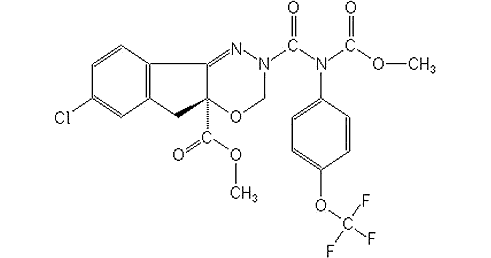 O O
N N C N C O CH3
Cl O
C
O O
CH3
O
C F
F F